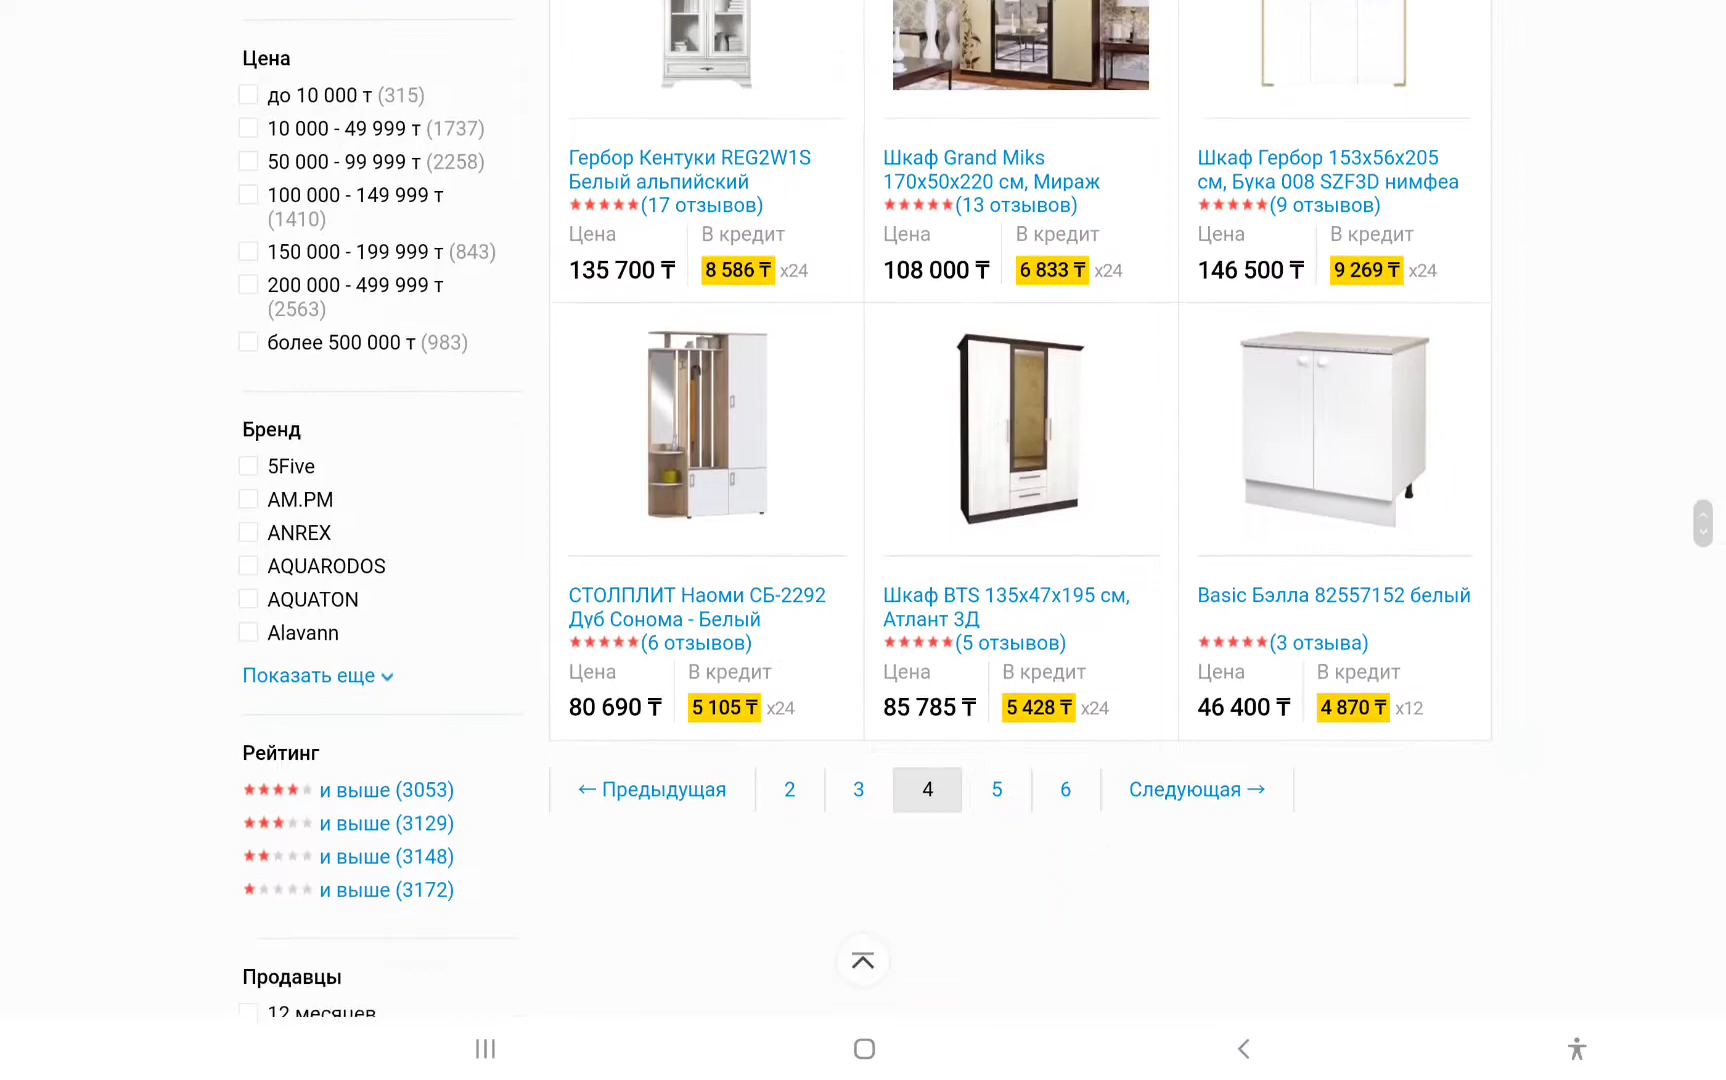 Цена
до 10 000 т (315)
10 000 - 49 999 т (1737)
50 000 - 99 999 т (2258)
100 000 - 149 999 т
(1410)
150 000 - 199 999 т (843)
200 000 - 499 999 т
(2563)
более 500 000 т (983)
Бренд
5Five
AM.PM
ANREX
AQUARODOS
AQUATON
Alavann
Показать еще
Рейтинг
и выше (3053)
и выше (3129)
и выше (3148)
и выше (3172)
Продавцы
12 месяцев
Гербор Кентуки REG2W1S
Белый альпийский
(17 отзывов)
Цена В кредит
135 700 ₸ 8 586 ₸ x24
Шкаф Grand Miks
170х50х220 см, Мираж
(13 отзывов)
Цена В кредит
108 000 ₸ 6 833 ₸ x24
Шкаф Гербор 153х56х205
см, Бука 008 SZF3D нимфеа
(9 отзывов)
Цена В кредит
146 500 ₸ 9 269 ₸ x24
СТОЛПЛИТ Наоми СБ-2292
Дуб Сонома - Белый
(6 отзывов)
Цена В кредит
80 690 ₸ 5 105 ₸ x24
Шкаф BTS 135х47х195 см,
Атлант 3Д
(5 отзывов)
Цена В кредит
85 785 ₸ 5 428 ₸ x24
Basic Бэлла 82557152 белый
(3 отзыва)
Цена В кредит
46 400 ₸ 4 870 ₸ x12
← Предыдущая 2 3 4 5 6 Следующая →